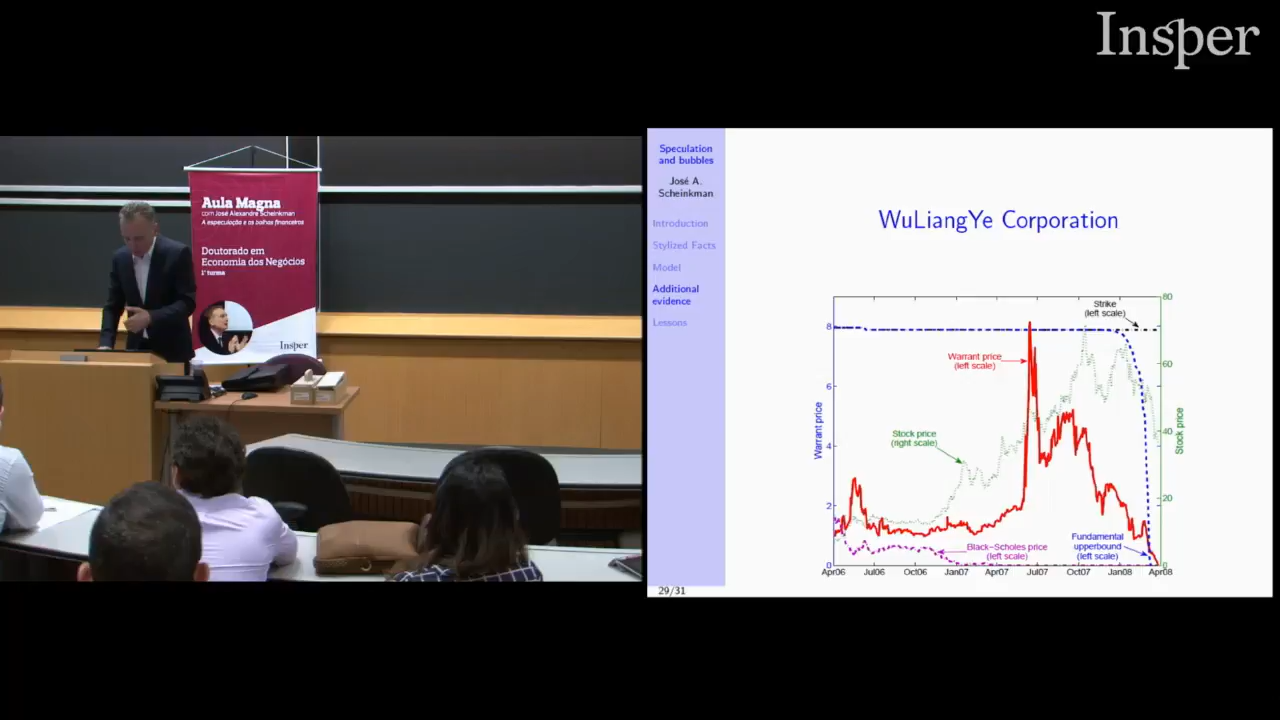 Insper
Aula Magna
com José Alexandre Scheinkman
A especulação e as bolhas financeiras
Doutorado em
Economia dos Negócios
1ª turma
Insper
Speculation
and bubbles
José A.
Scheinkman
Introduction
Stylized Facts
Model
Additional
evidence
Lessons
WuLiangYe Corporation
Strike
(left scale)
Warrant price
(left scale)
Stock price
(right scale)
Black-Scholes price
(left scale)
Fundamental
upperbound
(left scale)
Warrant price
8
6
4
2
0
Stock price
80
60
40
20
0
Apr06 Jul06 Oct06 Jan07 Apr07 Jul07 Oct07 Jan08 Apr08
29/31